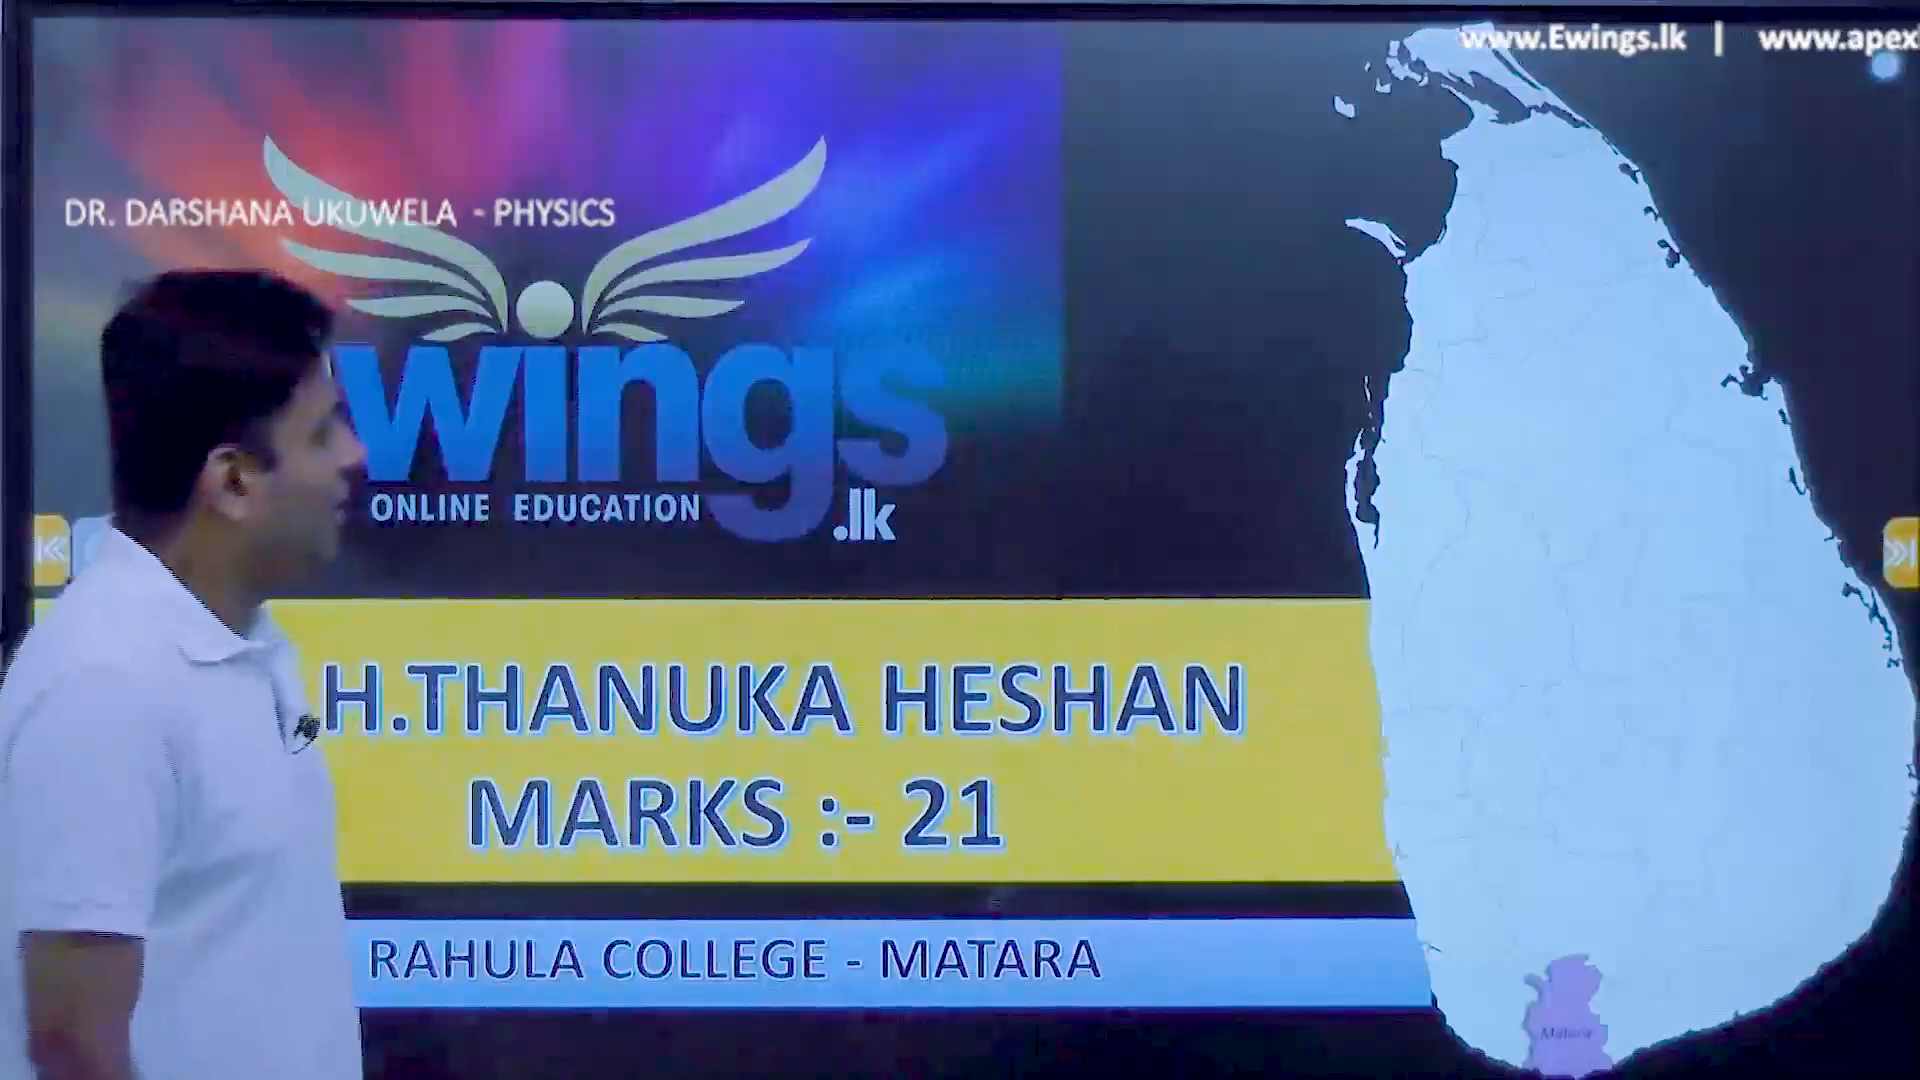 www.Ewings.lk | www.apex
DR. DARSHANA UKUWELA - PHYSICS
wings
ONLINE EDUCATION
.lk
H.THANUKA HESHAN
MARKS :- 21
RAHULA COLLEGE - MATARA
Matara